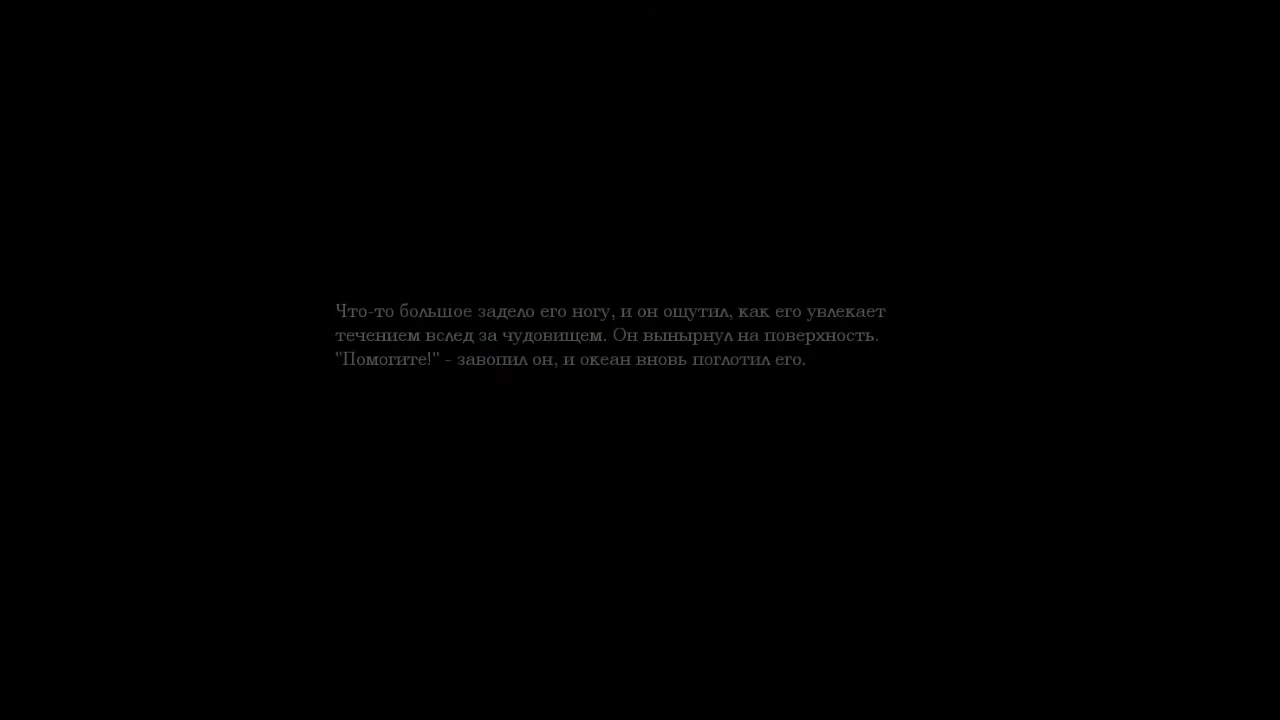 Что-то большое задело его ногу, и он ощутил, как его увлекает
течением вслед за чудовищем. Он вынырнул на поверхность.
"Помогите!" - завопил он, и океан вновь поглотил его.